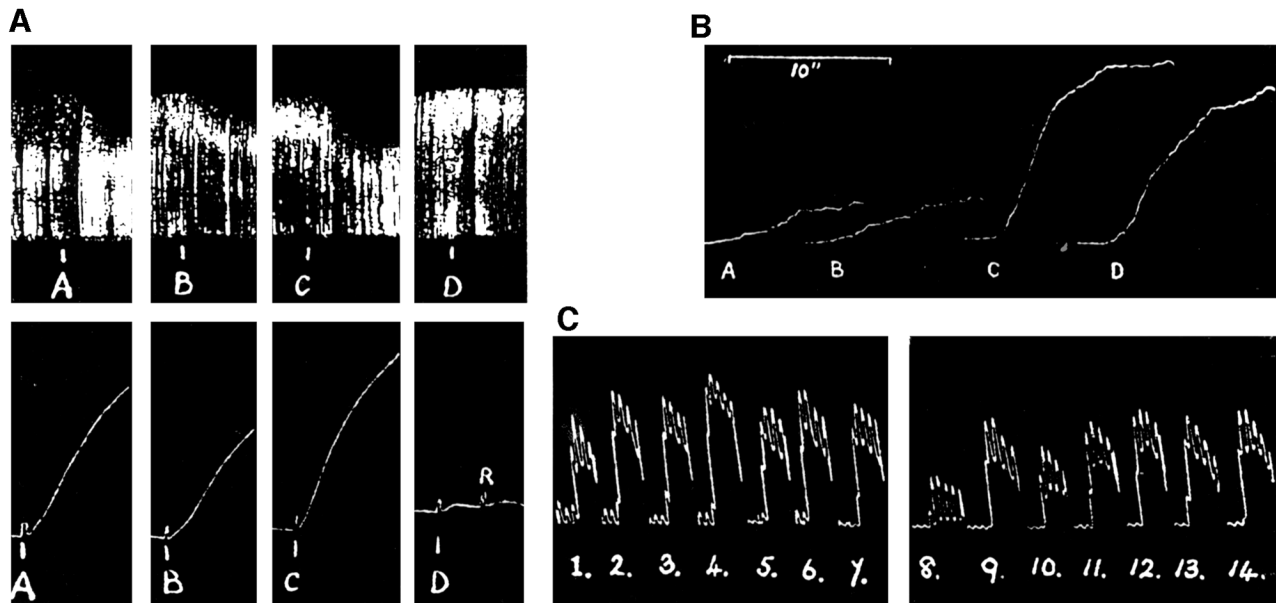 A
A B C D
A B C D
R
B
10"
A B C D
C
1. 2. 3. 4. 5. 6. 7.
8. 9. 10. 11. 12. 13. 14.